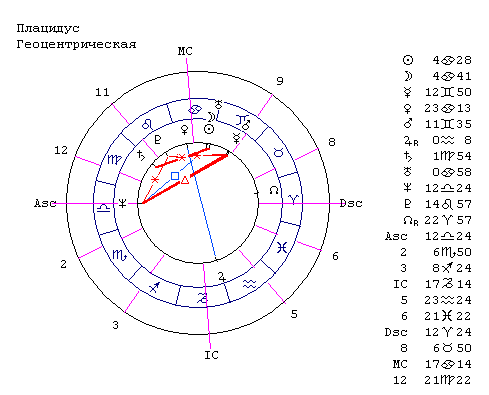 Плацидус
Геоцентрическая
MC
9
11
8
12
Asc
Dsc
2
6
3
5
IC
☉ 4♋28
☽ 4♋41
☿ 12♊50
♀ 23♋13
♂ 11♊35
♃R 0♒ 8
♄ 1♍54
♅ 0♋58
♆ 12♎24
♇ 14♌57
☊R 22♈57
Asc 12♎24
2 6♏50
3 8♐24
IC 17♑14
5 23♒24
6 21♓22
Dsc 12♈24
8 6♉50
MC 17♋14
12 21♍22